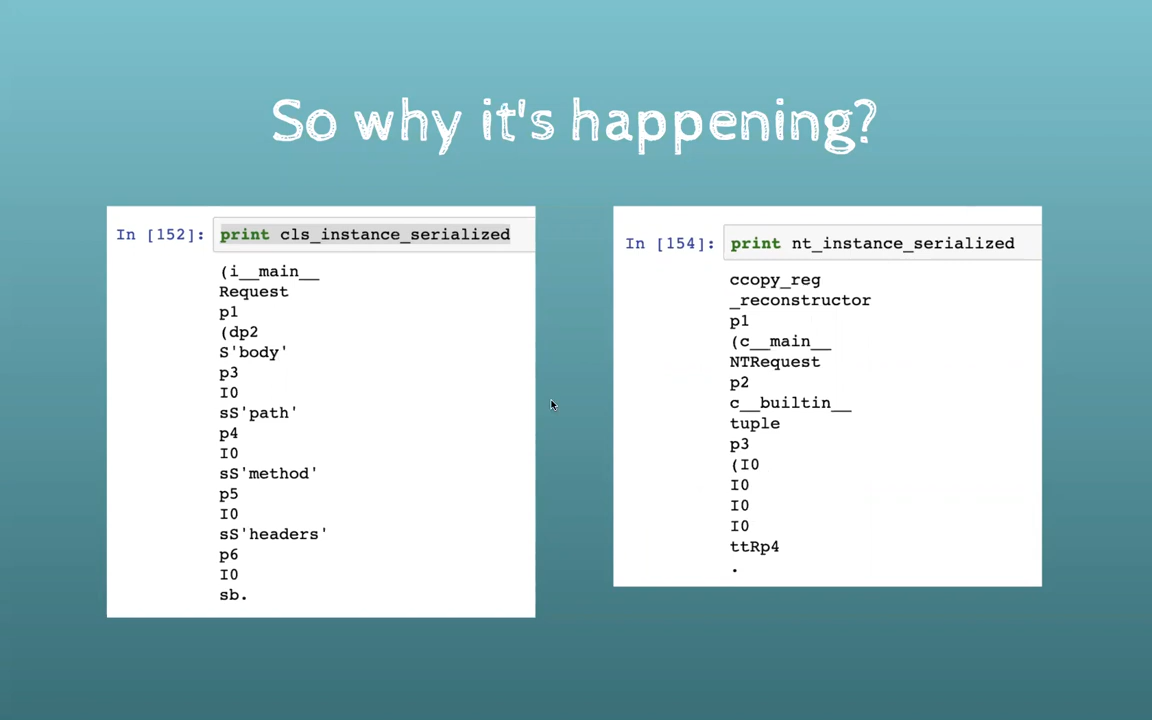 So why it's happening?
In [152]: print cls_instance_serialized
(i__main__
Request
p1
(dp2
S'body'
p3
I0
sS'path'
p4
I0
sS'method'
p5
I0
sS'headers'
p6
I0
sb.
In [154]: print nt_instance_serialized
ccopy_reg
_reconstructor
p1
(c__main__
NTRequest
p2
c__builtin__
tuple
p3
(I0
I0
I0
I0
ttRp4
.